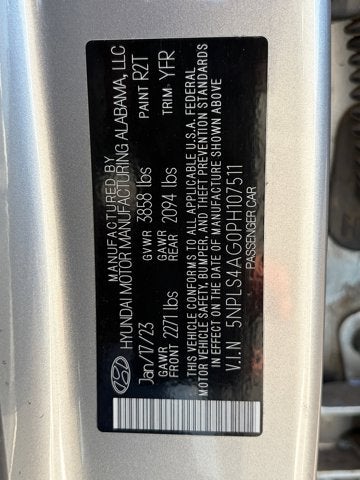 MANUFACTURED BY
HYUNDAI MOTOR MANUFACTURING ALABAMA, LLC
Jan/17/23 GVWR 3858 lbs PAINT R2T
GAWR FRONT 2271 lbs GAWR REAR 2094 lbs TRIM YFR
THIS VEHICLE CONFORMS TO ALL APPLICABLE U.S.A. FEDERAL
MOTOR VEHICLE SAFETY, BUMPER, AND THEFT PREVENTION STANDARDS
IN EFFECT ON THE DATE OF MANUFACTURE SHOWN ABOVE
V.I.N 5NPLS4AG0PH107511
PASSENGER CAR